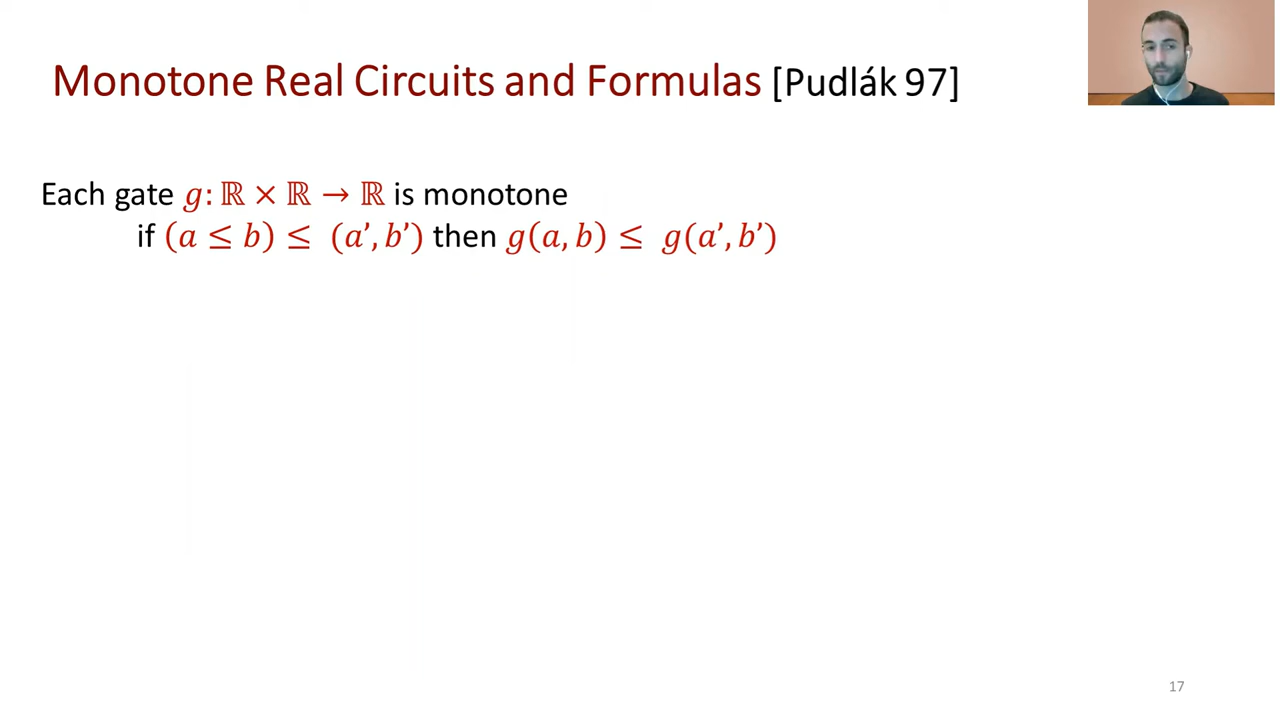 Monotone Real Circuits and Formulas [Pudlák 97]
Each gate g: ℝ × ℝ → ℝ is monotone
if (a ≤ b) ≤ (a’, b’) then g(a, b) ≤ g(a’, b’)
17